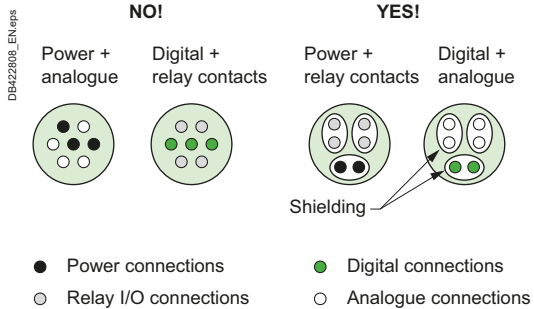 DB422808_EN.eps
NO!
YES!
Power +
analogue
Digital +
relay contacts
Power +
relay contacts
Digital +
analogue
Shielding
Power connections
Digital connections
Relay I/O connections
Analogue connections